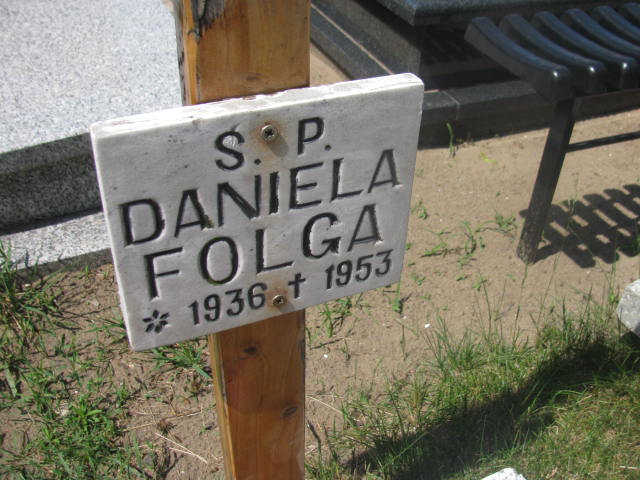 S. P.
DANIELA
FOLGA
* 1936 † 1953